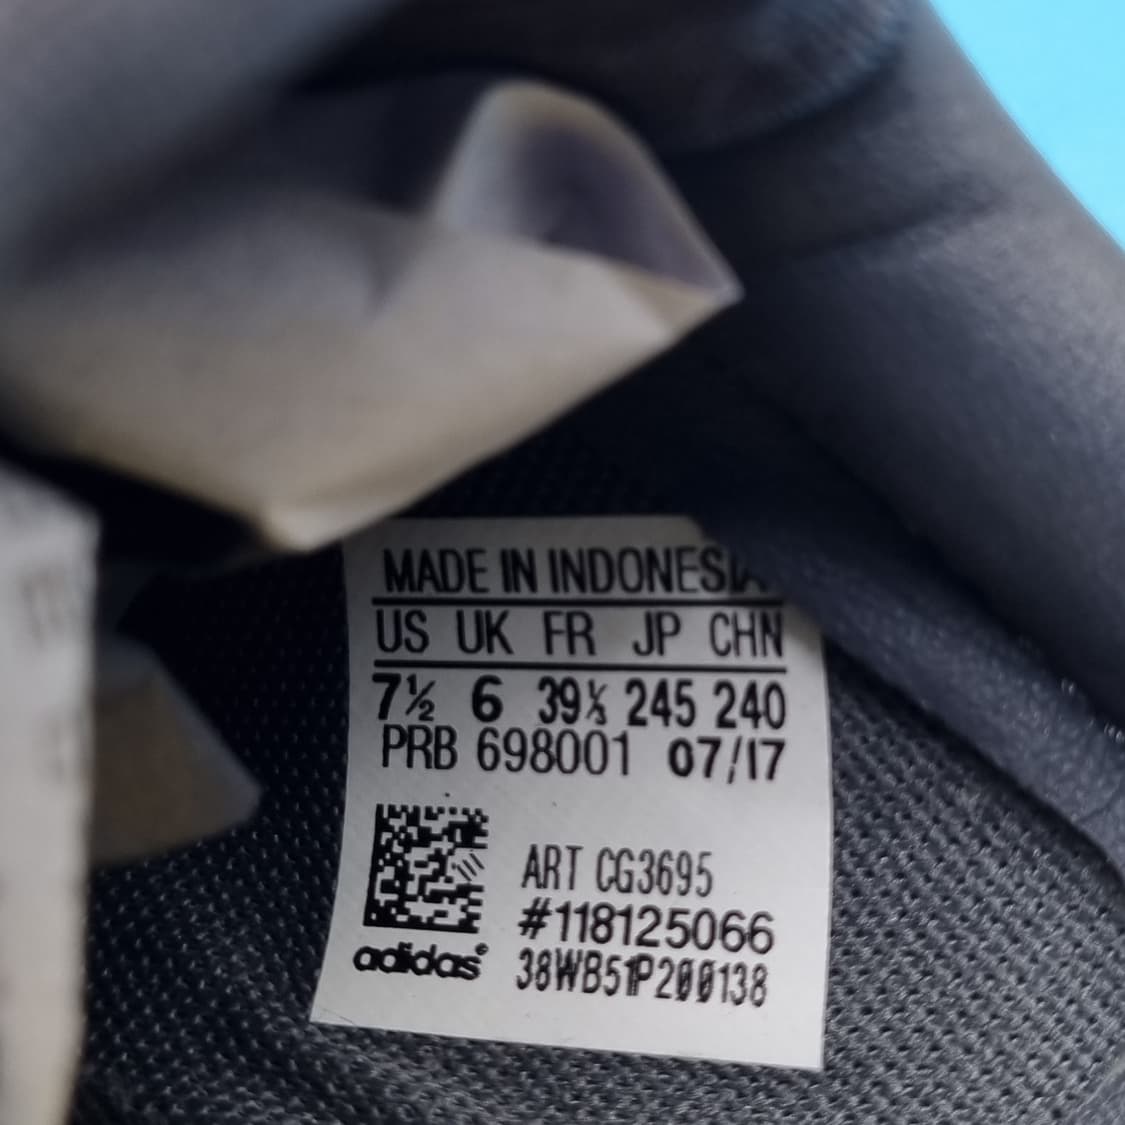 MADE IN INDONESIA
US UK FR JP CHN
7½ 6 39⅓ 245 240
PRB 698001 07/17
ART CG3695
#118125066
adidas® 38WB51P200138